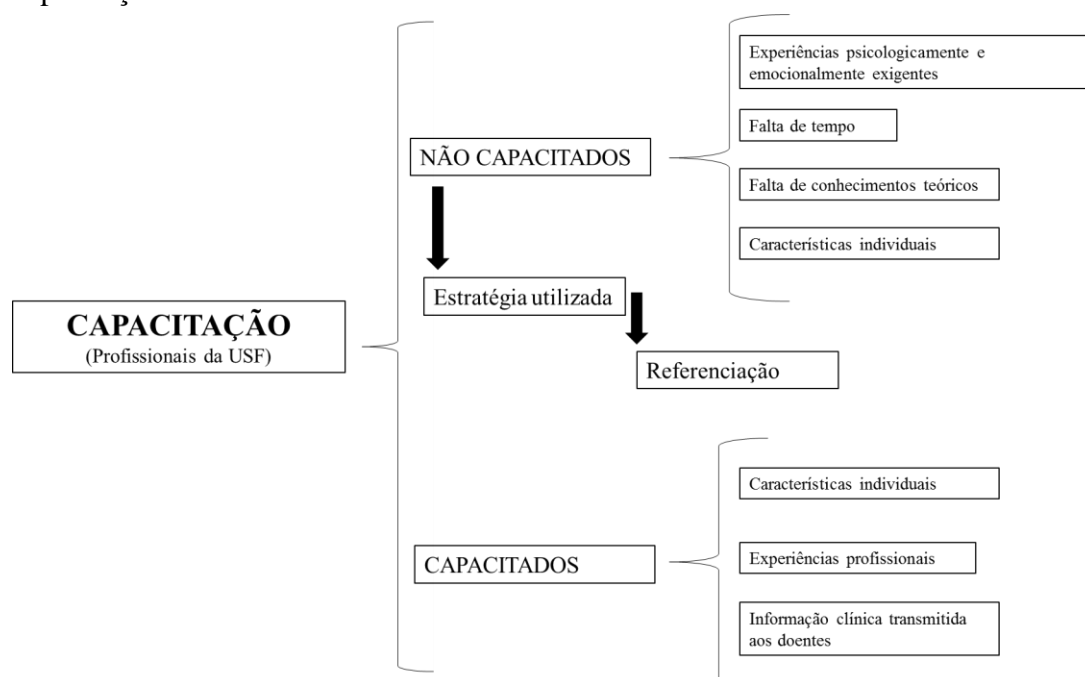 Experiências psicologicamente e
emocionalmente exigentes
Falta de tempo
NÃO CAPACITADOS
Falta de conhecimentos teóricos
Características individuais
Estratégia utilizada
CAPACITAÇÃO
(Profissionais da USF)
Referenciação
Características individuais
CAPACITADOS
Experiências profissionais
Informação clínica transmitida
aos doentes